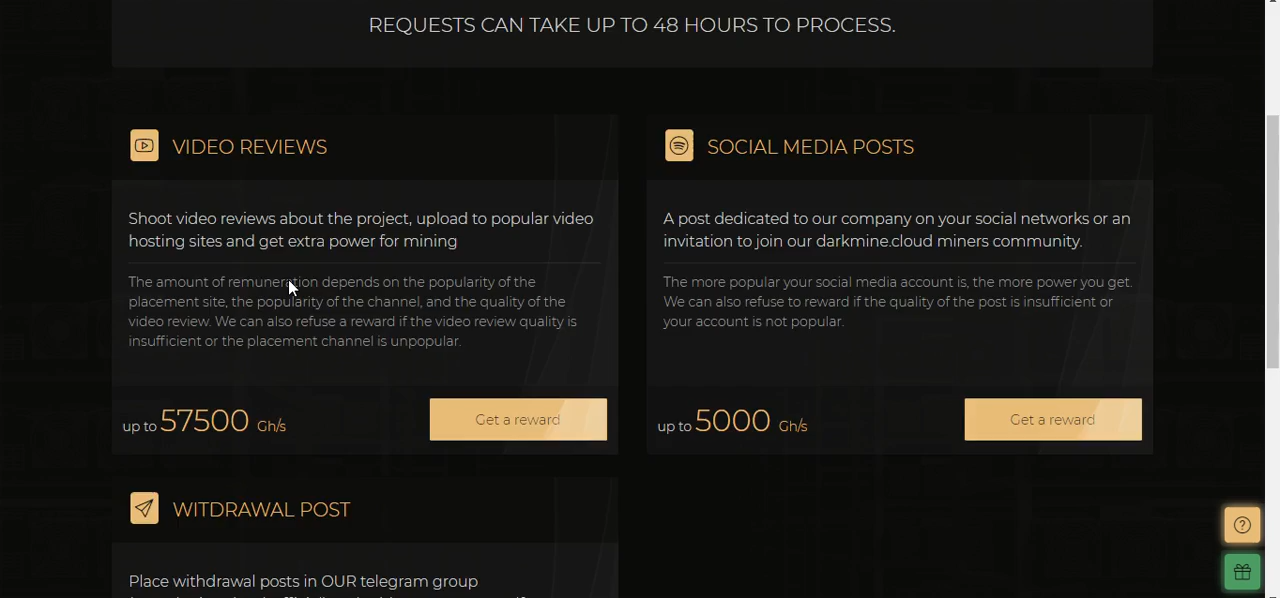 REQUESTS CAN TAKE UP TO 48 HOURS TO PROCESS.
VIDEO REVIEWS
Shoot video reviews about the project, upload to popular video
hosting sites and get extra power for mining
The amount of remuneration depends on the popularity of the
placement site, the popularity of the channel, and the quality of the
video review. We can also refuse a reward if the video review quality is
insufficient or the placement channel is unpopular.
up to 57500 Gh/s
Get a reward
SOCIAL MEDIA POSTS
A post dedicated to our company on your social networks or an
invitation to join our darkmine.cloud miners community.
The more popular your social media account is, the more power you get.
We can also refuse to reward if the quality of the post is insufficient or
your account is not popular.
up to 5000 Gh/s
Get a reward
WITDRAWAL POST
Place withdrawal posts in OUR telegram group